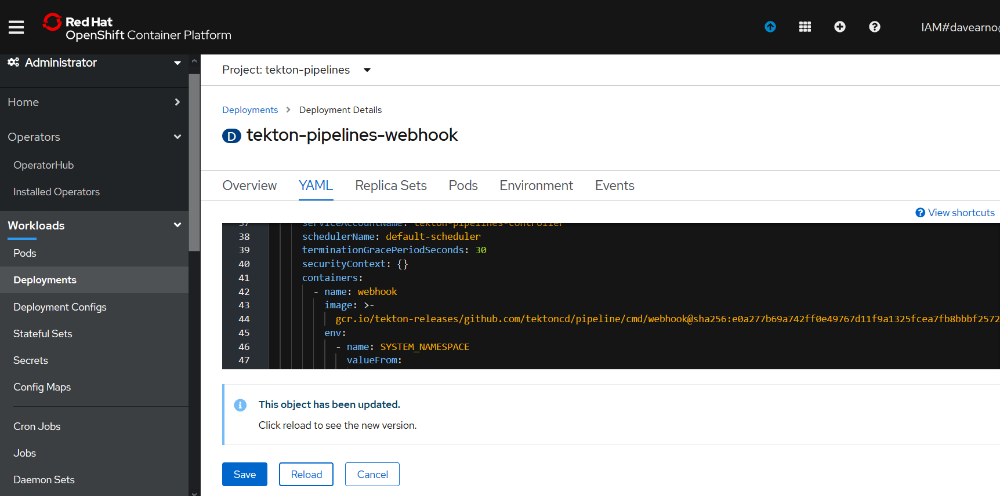 Red Hat
OpenShift Container Platform
IAM#davearno
Administrator
Home
Operators
OperatorHub
Installed Operators
Workloads
Pods
Deployments
Deployment Configs
Stateful Sets
Secrets
Config Maps
Cron Jobs
Jobs
Daemon Sets
Project: tekton-pipelines
Deployments > Deployment Details
D tekton-pipelines-webhook
Overview YAML Replica Sets Pods Environment Events
View shortcuts
37 serviceAccountName: tekton-pipelines-controller
38 schedulerName: default-scheduler
39 terminationGracePeriodSeconds: 30
40 securityContext: {}
41 containers:
42 - name: webhook
43 image: >-
44 gcr.io/tekton-releases/github.com/tektoncd/pipeline/cmd/webhook@sha256:e0a277b69a742ff0e49767d11f9a1325fcea7fb8bbbf2572
45 env:
46 - name: SYSTEM_NAMESPACE
47 valueFrom:
This object has been updated.
Click reload to see the new version.
Save Reload Cancel